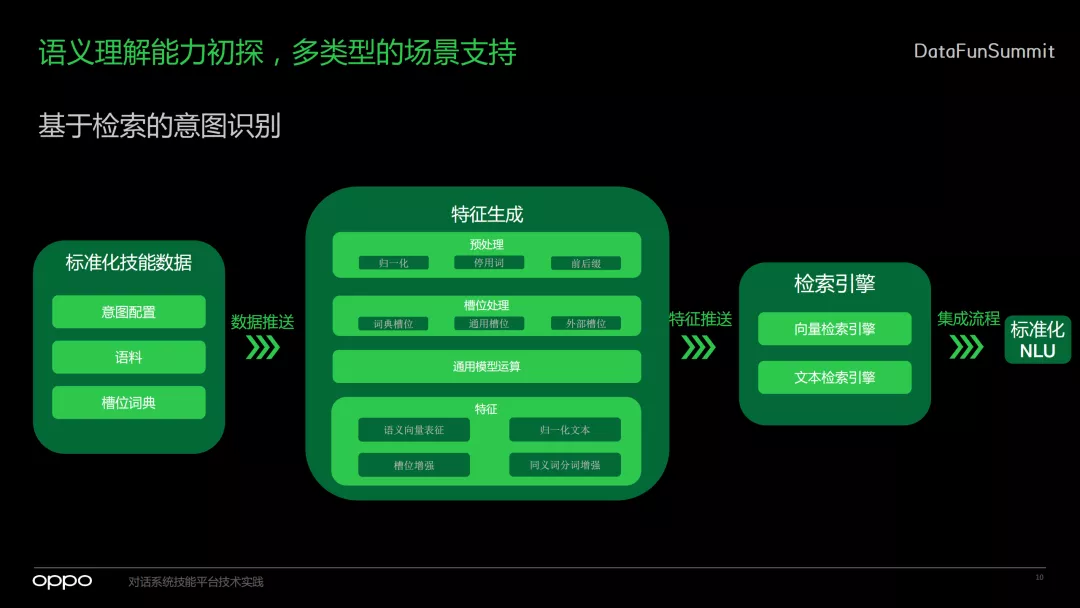 语义理解能力初探，多类型的场景支持
DataFunSummit
基于检索的意图识别
标准化技能数据
意图配置
语料
槽位词典
数据推送
特征生成
预处理
归一化
停用词
前后缀
槽位处理
词典槽位
通用槽位
外部槽位
通用模型运算
特征
语义向量表征
归一化文本
槽位增强
同义词分词增强
特征推送
检索引擎
向量检索引擎
文本检索引擎
集成流程
标准化
NLU
oppo
对话系统技能平台技术实践
10